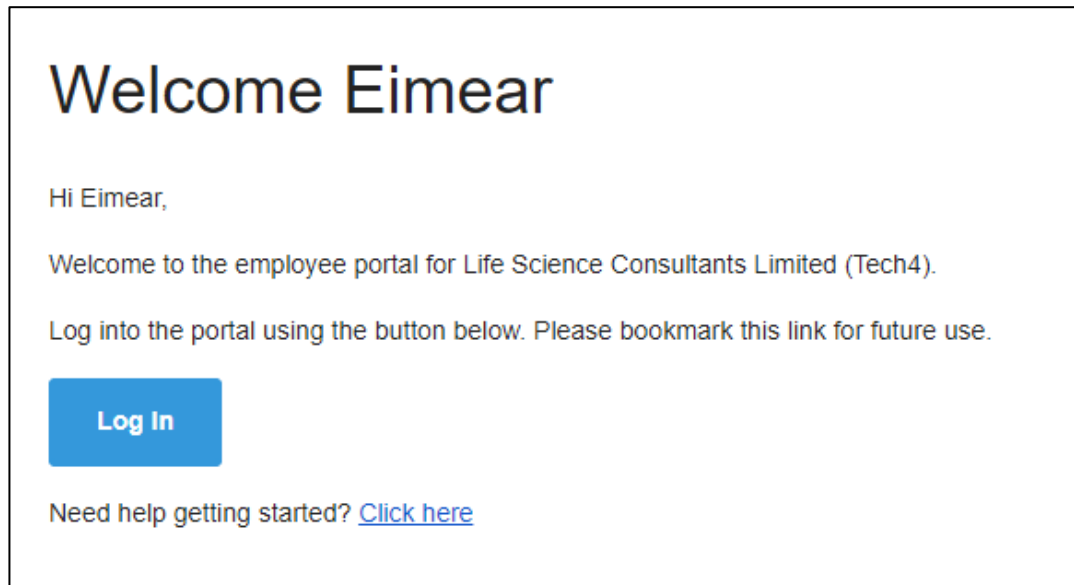 Welcome Eimear
Hi Eimear,
Welcome to the employee portal for Life Science Consultants Limited (Tech4).
Log into the portal using the button below. Please bookmark this link for future use.
Log In
Need help getting started? Click here